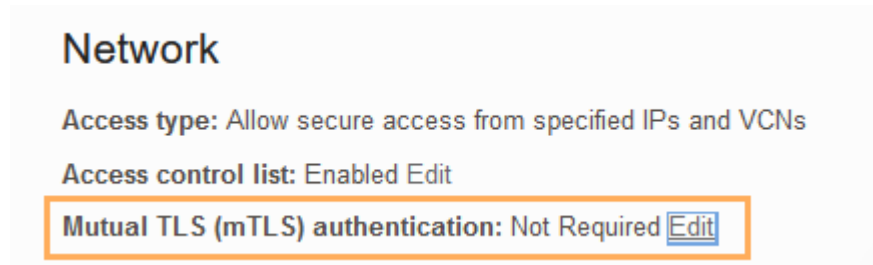 Network
Access type: Allow secure access from specified IPs and VCNs
Access control list: Enabled Edit
Mutual TLS (mTLS) authentication: Not Required Edit